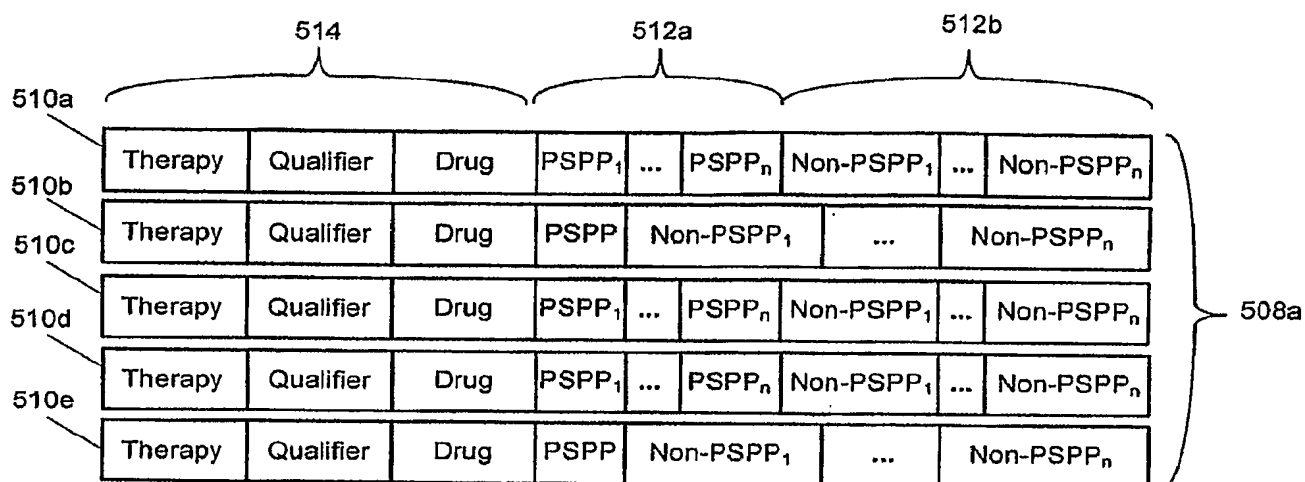 514 512a 512b
510a
Therapy Qualifier Drug PSPP₁ ... PSPPₙ Non-PSPP₁ ... Non-PSPPₙ
510b
Therapy Qualifier Drug PSPP Non-PSPP₁ ... Non-PSPPₙ
510c
Therapy Qualifier Drug PSPP₁ ... PSPPₙ Non-PSPP₁ ... Non-PSPPₙ
508a
510d
Therapy Qualifier Drug PSPP₁ ... PSPPₙ Non-PSPP₁ ... Non-PSPPₙ
510e
Therapy Qualifier Drug PSPP Non-PSPP₁ ... Non-PSPPₙ